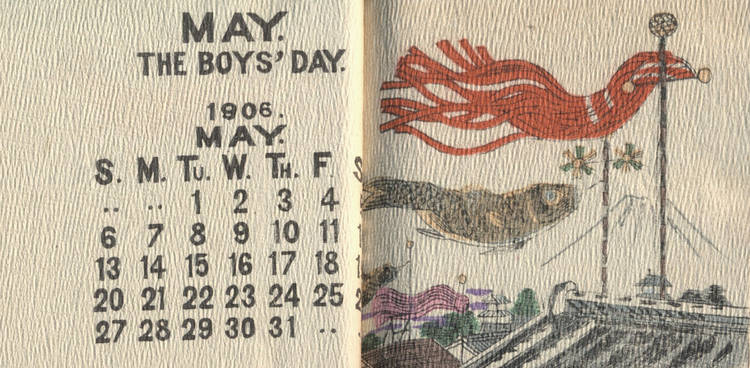 MAY.
THE BOYS' DAY.
1906.
MAY.
S. M. TU. W. TH. F.
.. .. 1 2 3 4
6 7 8 9 10 11
13 14 15 16 17 18
20 21 22 23 24 25
27 28 29 30 31 ..